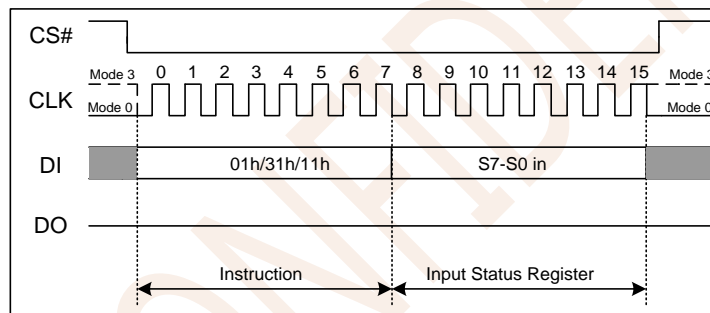 CS#
Mode 3 0 1 2 3 4 5 6 7 8 9 10 11 12 13 14 15 Mode 3
CLK
Mode 0 Mode 0
DI 01h/31h/11h S7-S0 in
DO
Instruction Input Status Register